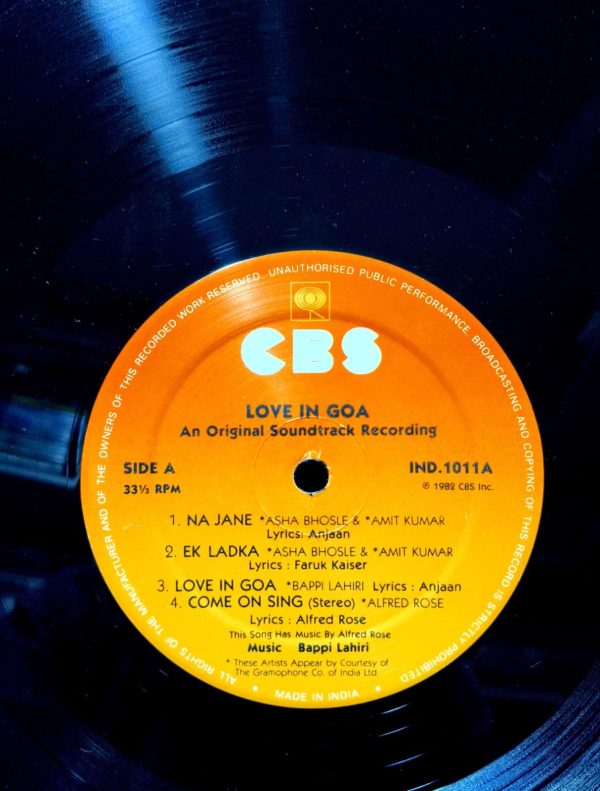 ALL RIGHTS OF THE MANUFACTURER AND OF THE OWNERS OF THIS RECORDED WORK RESERVED. UNAUTHORISED PUBLIC PERFORMANCE, BROADCASTING AND COPYING OF THIS RECORD IS STRICTLY PROHIBITED
CBS
LOVE IN GOA
An Original Soundtrack Recording
SIDE A IND.1011A
33⅓ RPM ℗ 1982 CBS Inc.
1. NA JANE *ASHA BHOSLE & *AMIT KUMAR
Lyrics: Anjaan
2. EK LADKA *ASHA BHOSLE & *AMIT KUMAR
Lyrics : Faruk Kaiser
3. LOVE IN GOA *BAPPI LAHIRI Lyrics : Anjaan
4. COME ON SING (Stereo) *ALFRED ROSE
Lyrics : Alfred Rose
This Song Has Music By Alfred Rose
Music Bappi Lahiri
* These Artists Appear by Courtesy of
The Gramophone Co. of India Ltd.
* MADE IN INDIA *